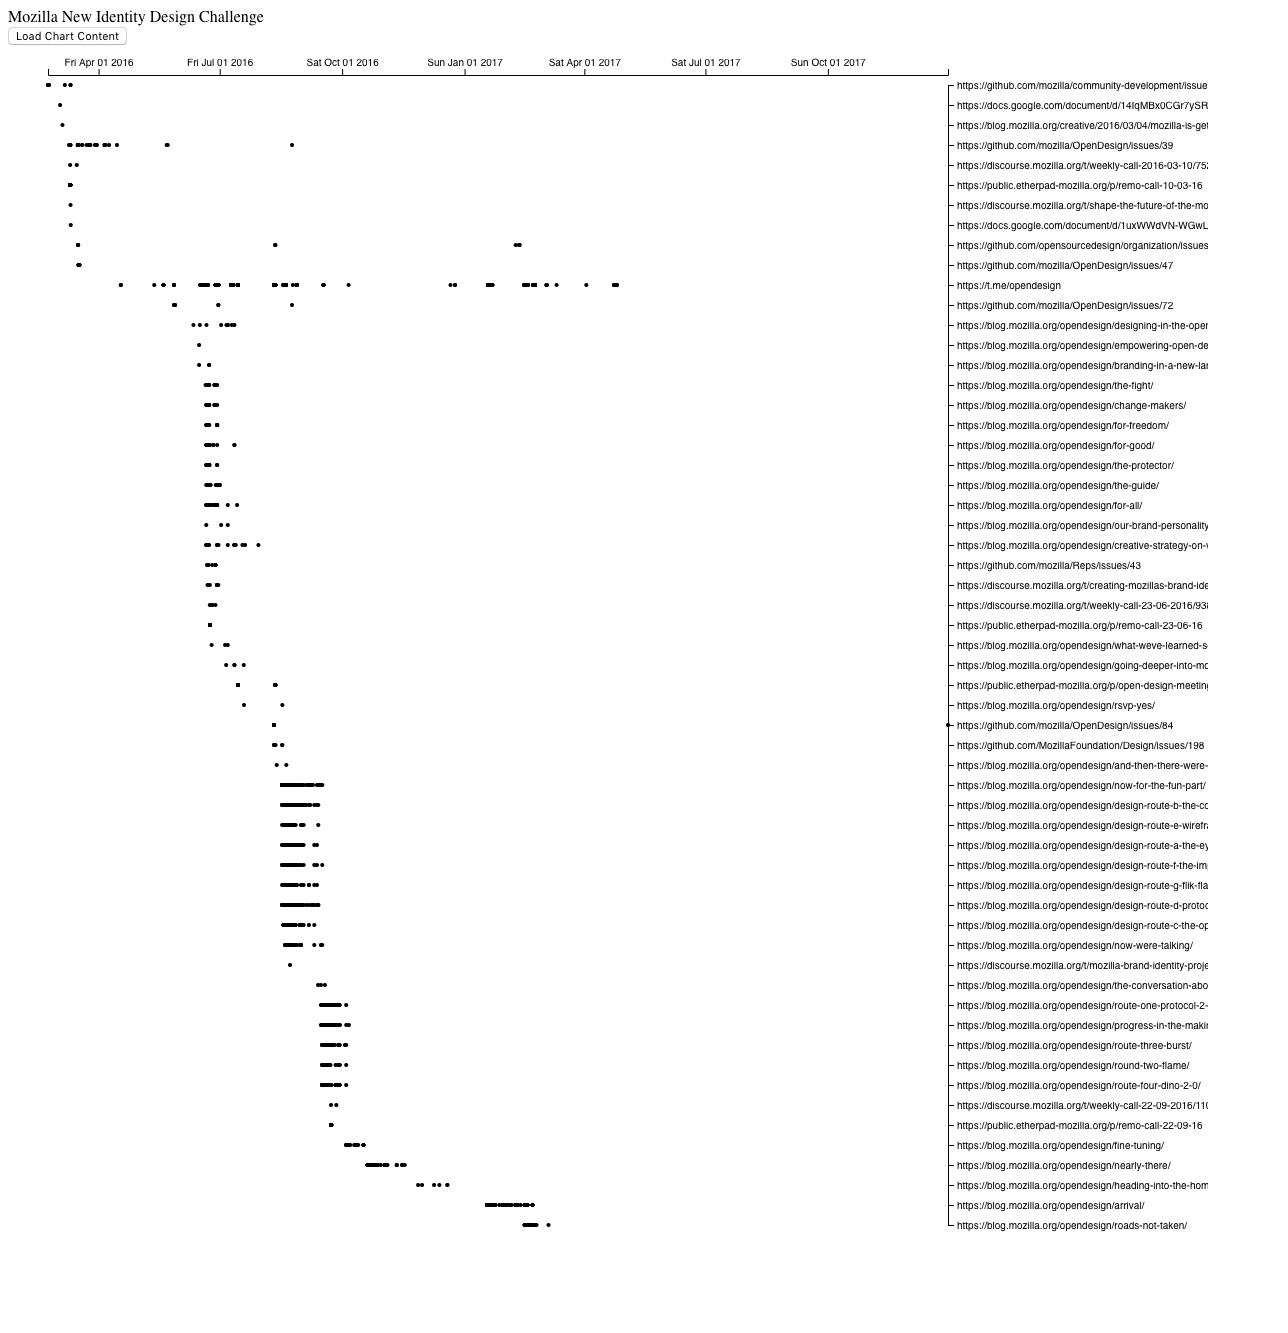 Mozilla New Identity Design Challenge
Load Chart Content
Fri Apr 01 2016 Fri Jul 01 2016 Sat Oct 01 2016 Sun Jan 01 2017 Sat Apr 01 2017 Sat Jul 01 2017 Sun Oct 01 2017
https://github.com/mozilla/community-development/issue
https://docs.google.com/document/d/14IqMBx0CGr7ySR
https://blog.mozilla.org/creative/2016/03/04/mozilla-is-get
https://github.com/mozilla/OpenDesign/issues/39
https://discourse.mozilla.org/t/weekly-call-2016-03-10/752
https://public.etherpad-mozilla.org/p/remo-call-10-03-16
https://discourse.mozilla.org/t/shape-the-future-of-the-mo
https://docs.google.com/document/d/1uxWWdVN-WGwL
https://github.com/opensourcedesign/organization/issues
https://github.com/mozilla/OpenDesign/issues/47
https://t.me/opendesign
https://github.com/mozilla/OpenDesign/issues/72
https://blog.mozilla.org/opendesign/designing-in-the-oper
https://blog.mozilla.org/opendesign/empowering-open-de
https://blog.mozilla.org/opendesign/branding-in-a-new-lar
https://blog.mozilla.org/opendesign/the-fight/
https://blog.mozilla.org/opendesign/change-makers/
https://blog.mozilla.org/opendesign/for-freedom/
https://blog.mozilla.org/opendesign/for-good/
https://blog.mozilla.org/opendesign/the-protector/
https://blog.mozilla.org/opendesign/the-guide/
https://blog.mozilla.org/opendesign/for-all/
https://blog.mozilla.org/opendesign/our-brand-personality
https://blog.mozilla.org/opendesign/creative-strategy-on-v
https://github.com/mozilla/Reps/issues/43
https://discourse.mozilla.org/t/creating-mozillas-brand-ide
https://discourse.mozilla.org/t/weekly-call-23-06-2016/938
https://public.etherpad-mozilla.org/p/remo-call-23-06-16
https://blog.mozilla.org/opendesign/what-weve-learned-s
https://blog.mozilla.org/opendesign/going-deeper-into-mo
https://public.etherpad-mozilla.org/p/open-design-meeting
https://blog.mozilla.org/opendesign/rsvp-yes/
https://github.com/mozilla/OpenDesign/issues/84
https://github.com/MozillaFoundation/Design/issues/198
https://blog.mozilla.org/opendesign/and-then-there-were-
https://blog.mozilla.org/opendesign/now-for-the-fun-part/
https://blog.mozilla.org/opendesign/design-route-b-the-co
https://blog.mozilla.org/opendesign/design-route-e-wirefra
https://blog.mozilla.org/opendesign/design-route-a-the-ey
https://blog.mozilla.org/opendesign/design-route-f-the-im
https://blog.mozilla.org/opendesign/design-route-g-flik-fla
https://blog.mozilla.org/opendesign/design-route-d-protoc
https://blog.mozilla.org/opendesign/design-route-c-the-op
https://blog.mozilla.org/opendesign/now-were-talking/
https://discourse.mozilla.org/t/mozilla-brand-identity-proje
https://blog.mozilla.org/opendesign/the-conversation-abo
https://blog.mozilla.org/opendesign/route-one-protocol-2-
https://blog.mozilla.org/opendesign/progress-in-the-makin
https://blog.mozilla.org/opendesign/route-three-burst/
https://blog.mozilla.org/opendesign/round-two-flame/
https://blog.mozilla.org/opendesign/route-four-dino-2-0/
https://discourse.mozilla.org/t/weekly-call-22-09-2016/110
https://public.etherpad-mozilla.org/p/remo-call-22-09-16
https://blog.mozilla.org/opendesign/fine-tuning/
https://blog.mozilla.org/opendesign/nearly-there/
https://blog.mozilla.org/opendesign/heading-into-the-hom
https://blog.mozilla.org/opendesign/arrival/
https://blog.mozilla.org/opendesign/roads-not-taken/